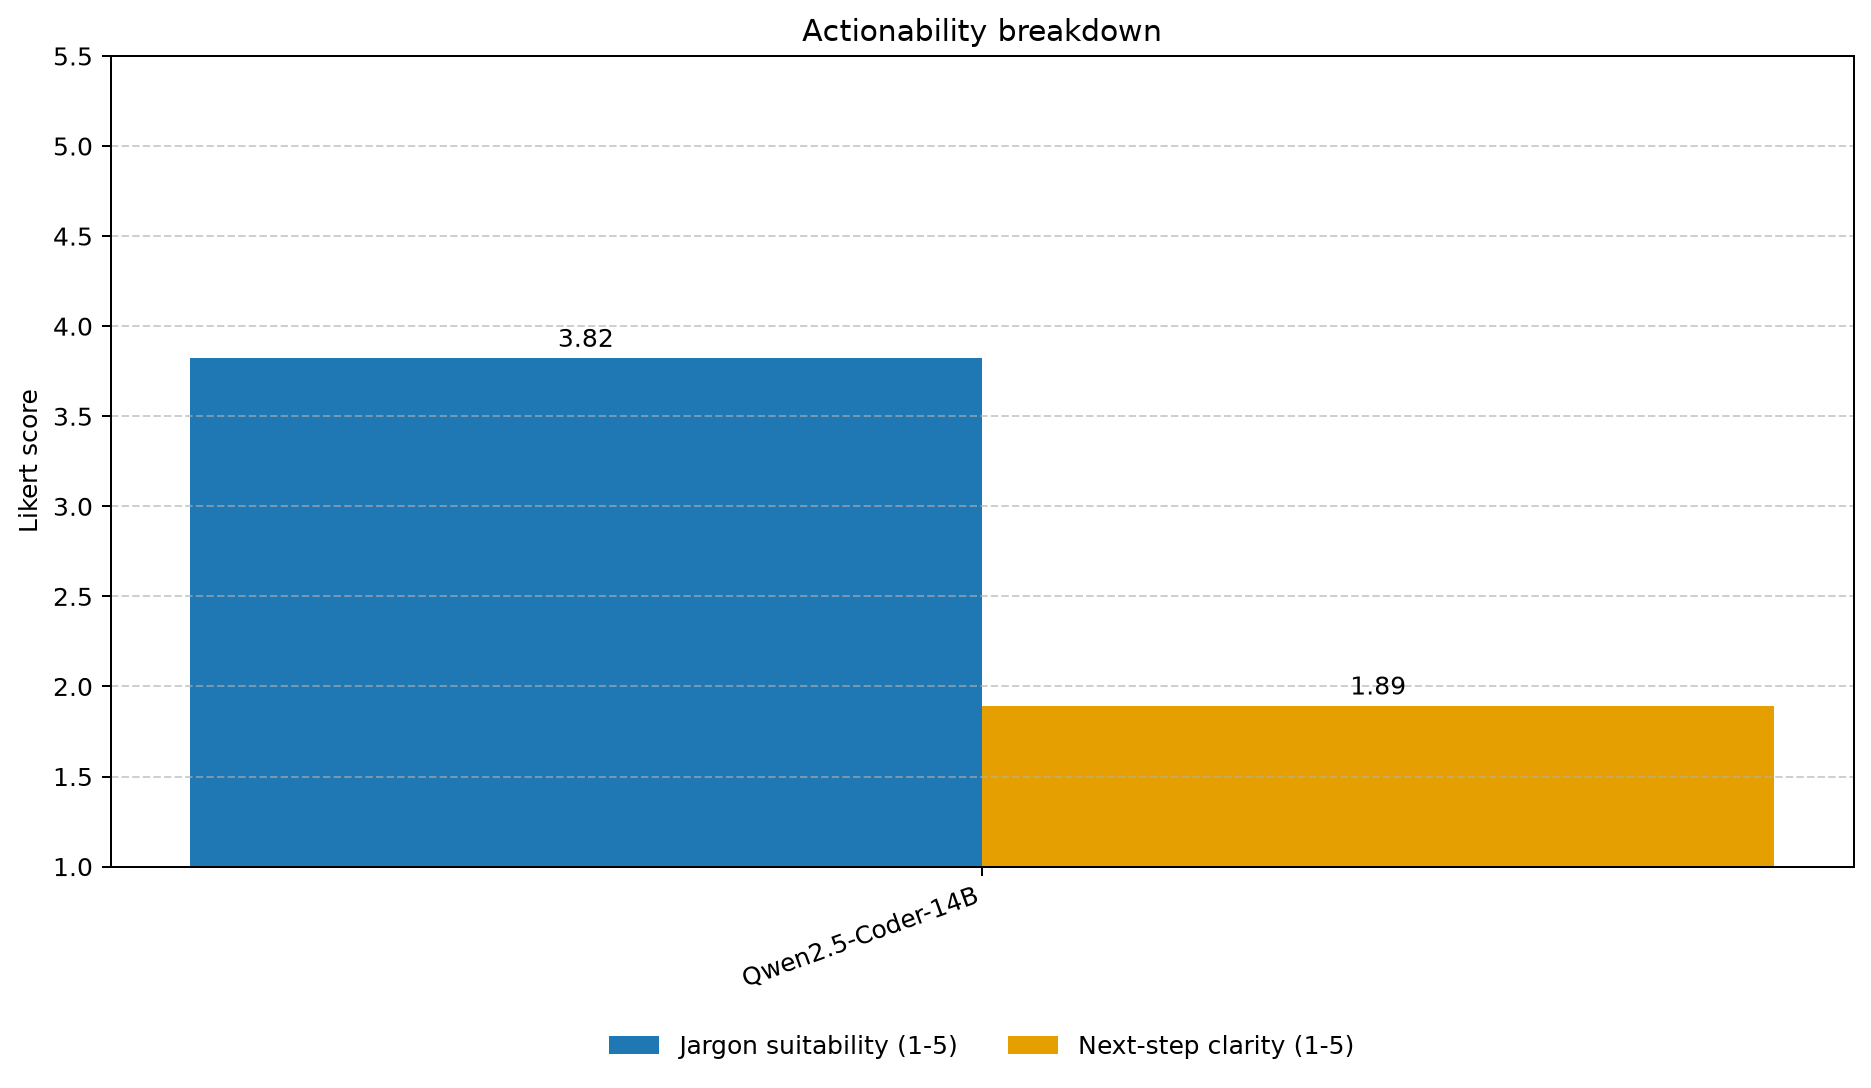 Actionability breakdown
5.5
5.0
4.5
4.0
3.5
3.0
2.5
2.0
1.5
1.0
Likert score
3.82
1.89
Qwen2.5-Coder-14B
Jargon suitability (1-5)
Next-step clarity (1-5)